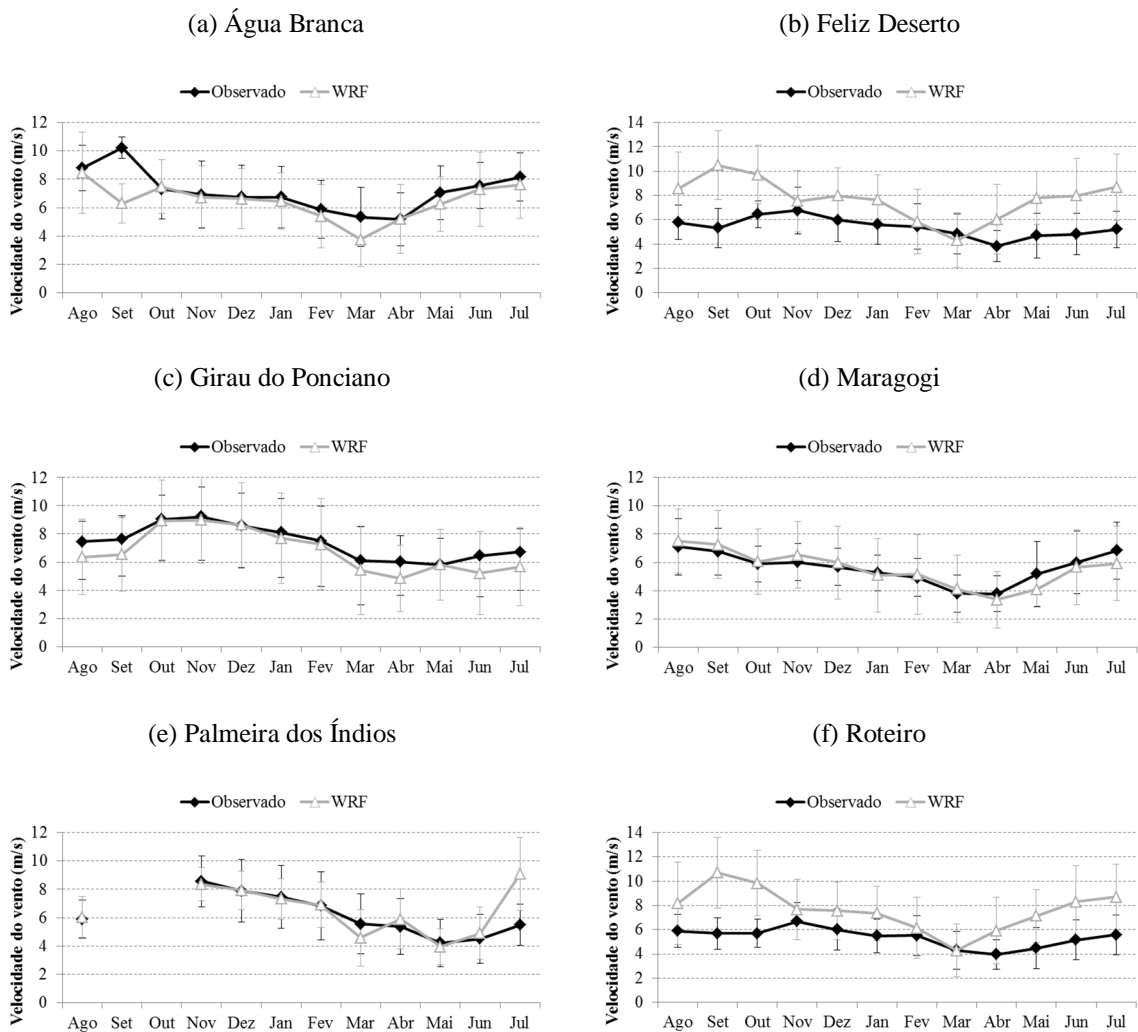 (a) Água Branca
Observado WRF
Velocidade do vento (m/s)
12
10
8
6
4
2
0
Ago Set Out Nov Dez Jan Fev Mar Abr Mai Jun Jul
(b) Feliz Deserto
Observado WRF
Velocidade do vento (m/s)
14
12
10
8
6
4
2
0
Ago Set Out Nov Dez Jan Fev Mar Abr Mai Jun Jul
(c) Girau do Ponciano
Observado WRF
Velocidade do vento (m/s)
12
10
8
6
4
2
0
Ago Set Out Nov Dez Jan Fev Mar Abr Mai Jun Jul
(d) Maragogi
Observado WRF
Velocidade do vento (m/s)
12
10
8
6
4
2
0
Ago Set Out Nov Dez Jan Fev Mar Abr Mai Jun Jul
(e) Palmeira dos Índios
Observado WRF
Velocidade do vento (m/s)
12
10
8
6
4
2
0
Ago Set Out Nov Dez Jan Fev Mar Abr Mai Jun Jul
(f) Roteiro
Observado WRF
Velocidade do vento (m/s)
14
12
10
8
6
4
2
0
Ago Set Out Nov Dez Jan Fev Mar Abr Mai Jun Jul